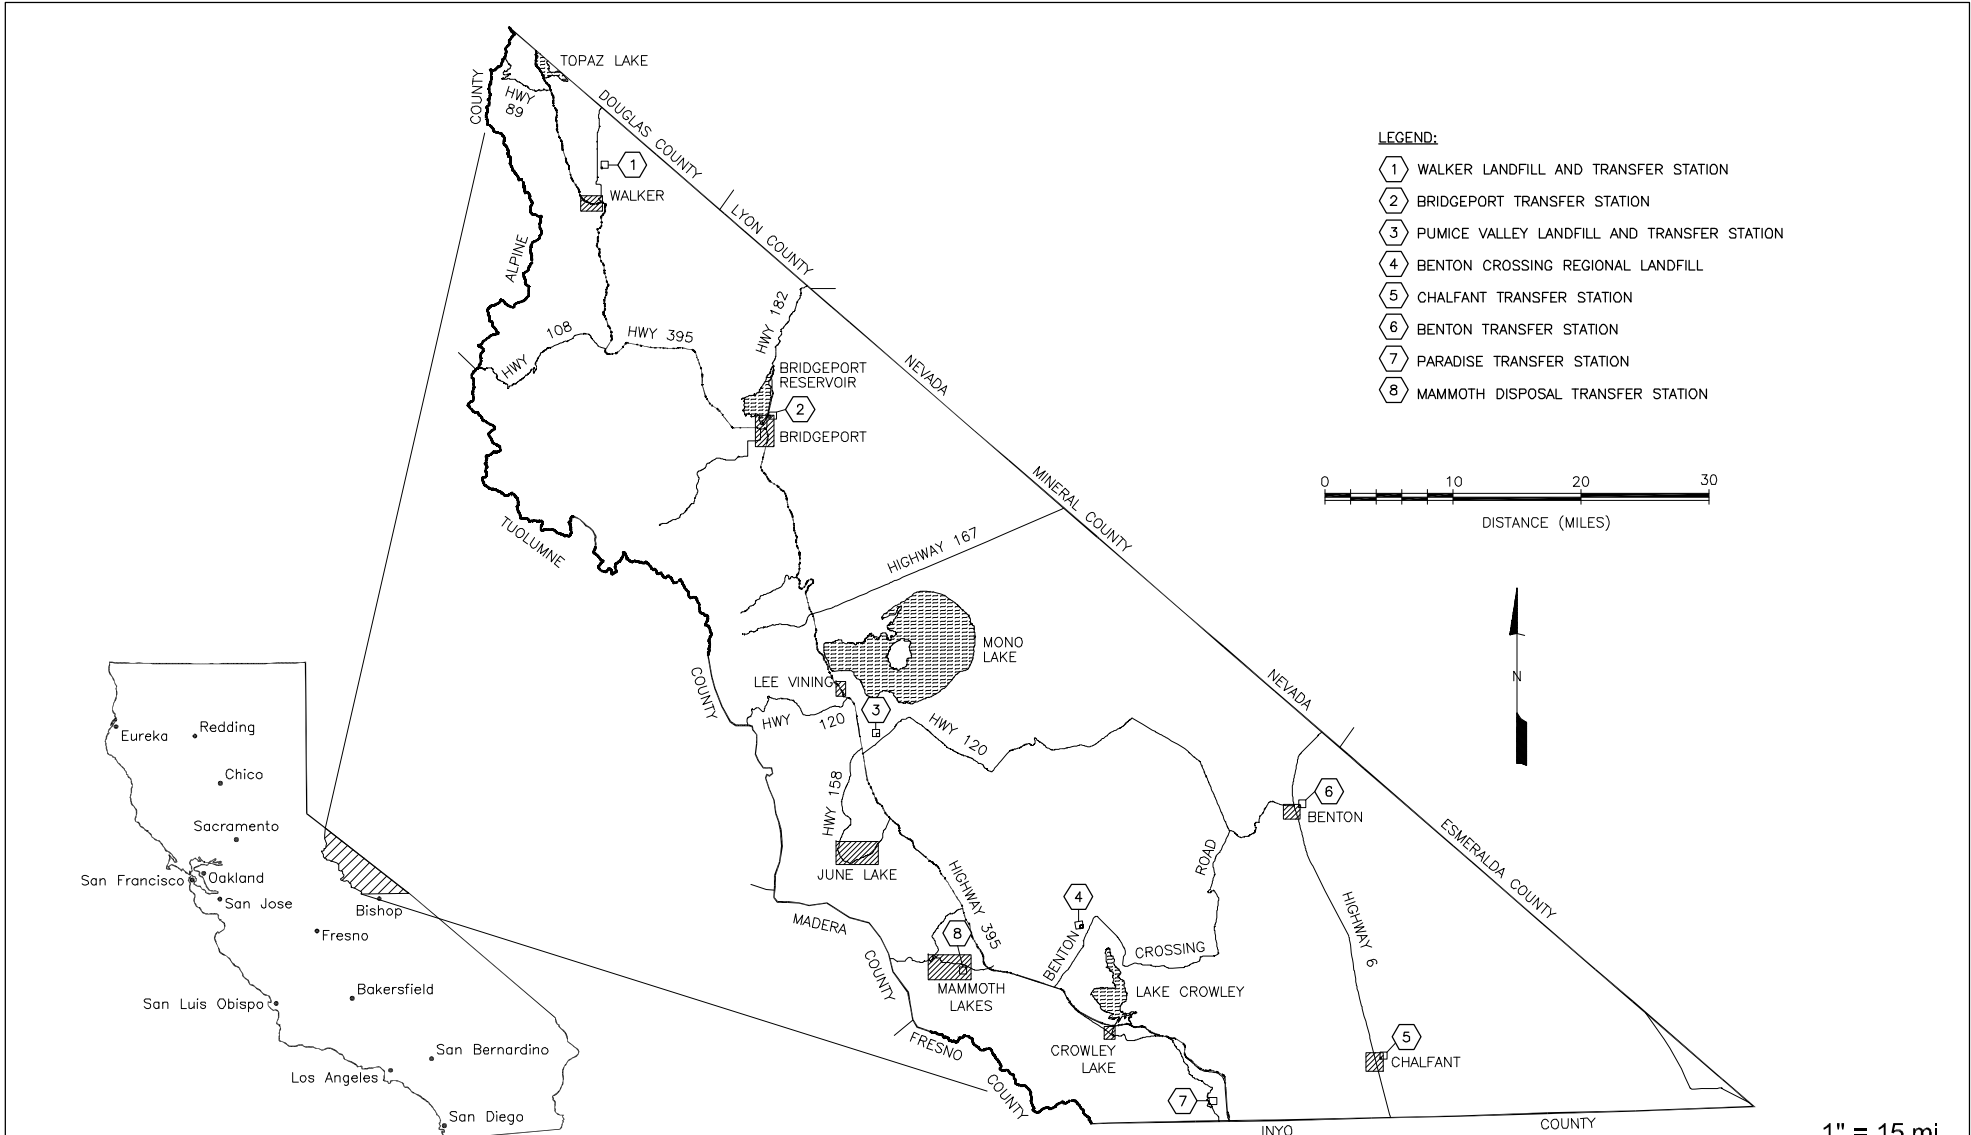 TOPAZ LAKE
COUNTY
HWY
89
DOUGLAS COUNTY
1
WALKER
LYON COUNTY
ALPINE
HWY 182
HWY 108
HWY 395
BRIDGEPORT
RESERVOIR
2
BRIDGEPORT
NEVADA
MINERAL COUNTY
TUOLUMNE
HIGHWAY 167
MONO
LAKE
COUNTY
LEE VINING
3
HWY 120
HWY 120
NEVADA
HWY 158
6
BENTON
JUNE LAKE
ROAD
ESMERALDA COUNTY
HIGHWAY 395
4
HIGHWAY 6
MADERA
8
BENTON
CROSSING
COUNTY
MAMMOTH
LAKES
LAKE CROWLEY
FRESNO
CROWLEY
LAKE
5
CHALFANT
COUNTY
7
INYO
COUNTY
LEGEND:
1 WALKER LANDFILL AND TRANSFER STATION
2 BRIDGEPORT TRANSFER STATION
3 PUMICE VALLEY LANDFILL AND TRANSFER STATION
4 BENTON CROSSING REGIONAL LANDFILL
5 CHALFANT TRANSFER STATION
6 BENTON TRANSFER STATION
7 PARADISE TRANSFER STATION
8 MAMMOTH DISPOSAL TRANSFER STATION
0 10 20 30
DISTANCE (MILES)
N
Eureka
Redding
Chico
Sacramento
San Francisco
Oakland
San Jose
Bishop
Fresno
San Luis Obispo
Bakersfield
San Bernardino
Los Angeles
San Diego
1" = 15 mi